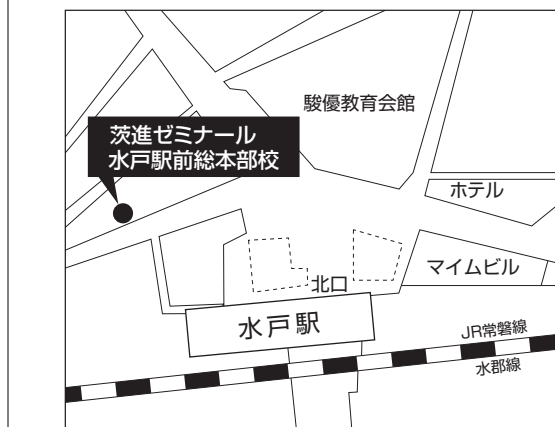 駿優教育会館
茨進ゼミナール
水戸駅前総本部校
ホテル
マイムビル
北口
水戸駅
JR常磐線
水郡線